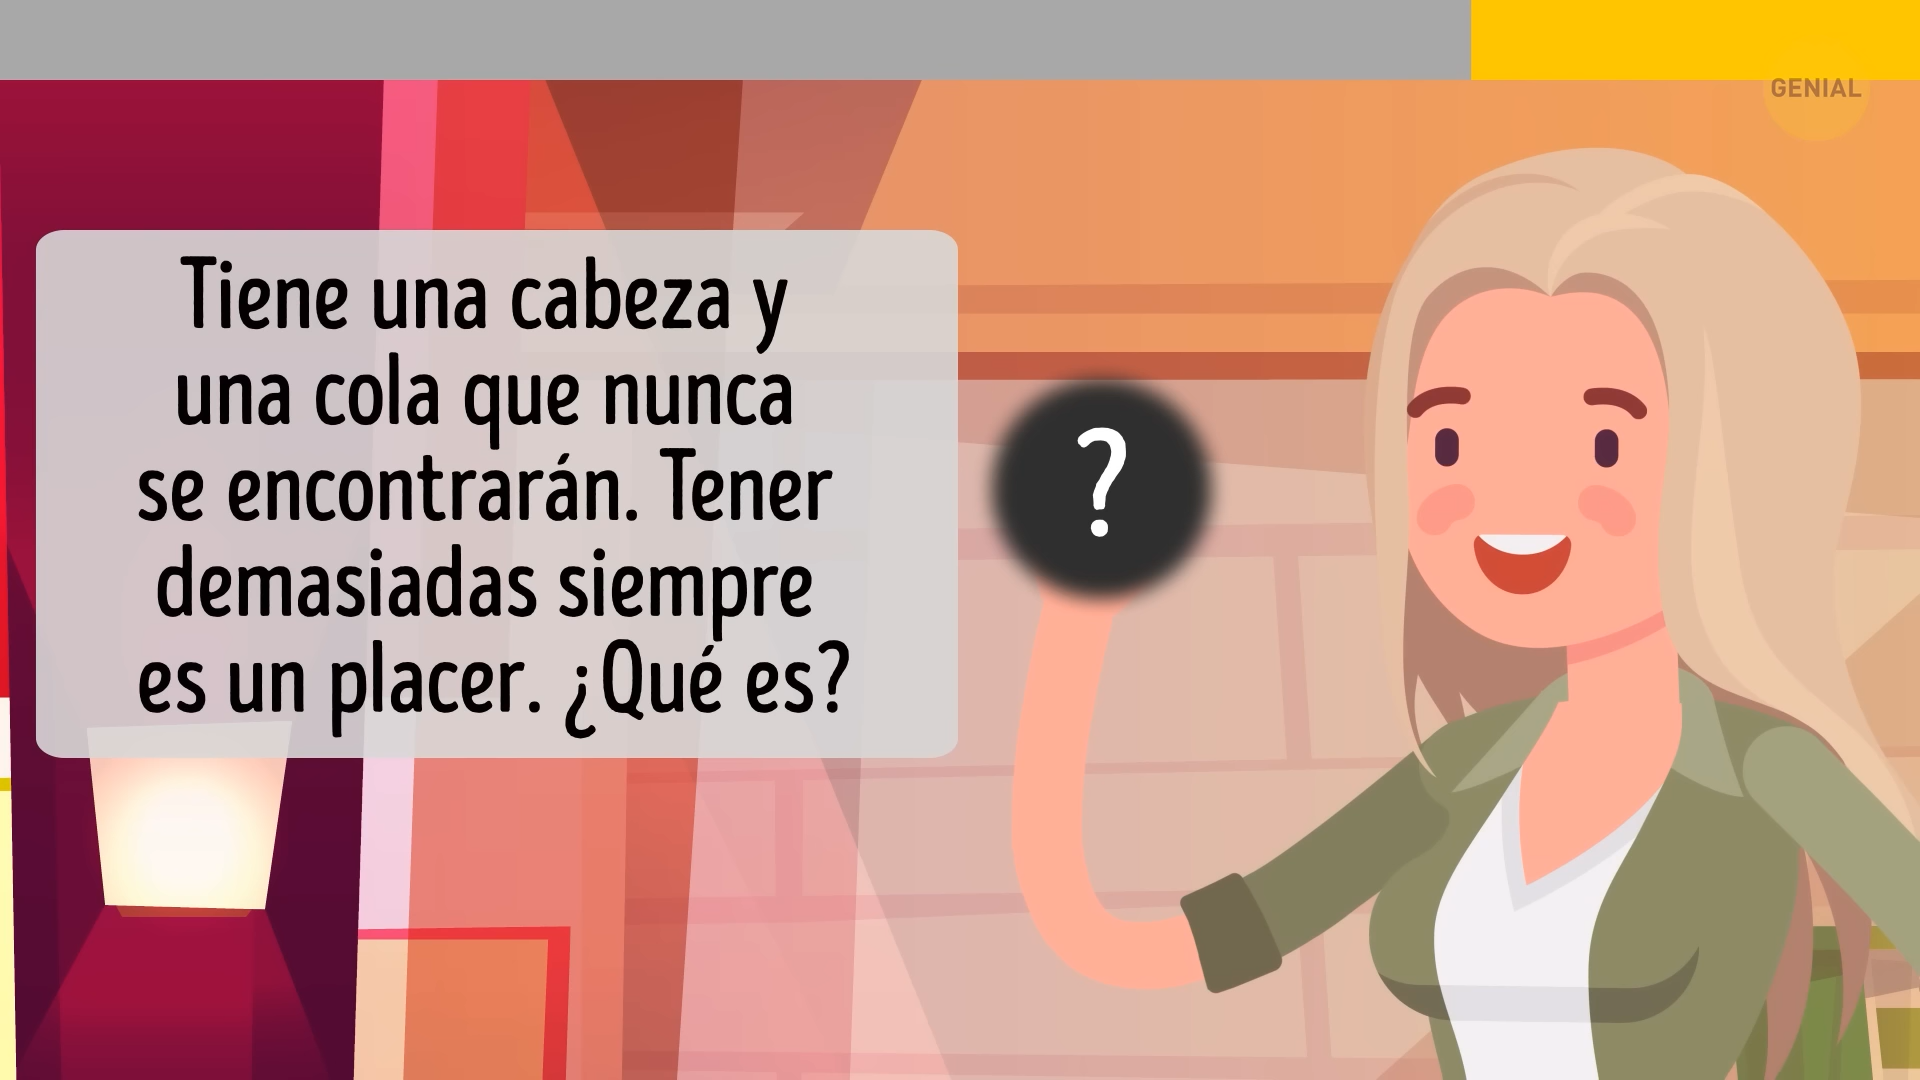 GENIAL
Tiene una cabeza y
una cola que nunca
se encontrarán. Tener
demasiadas siempre
es un placer. ¿Qué es?
?